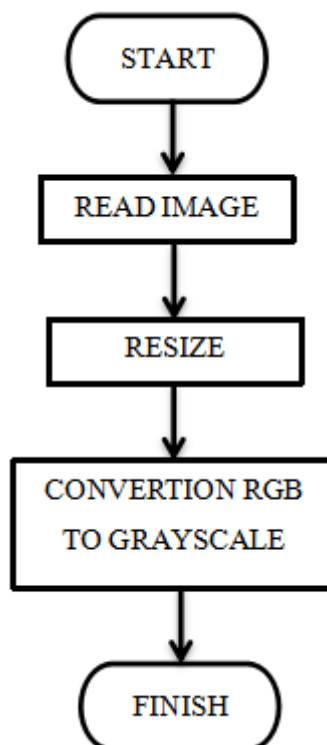 START
READ IMAGE
RESIZE
CONVERTION RGB
TO GRAYSCALE
FINISH